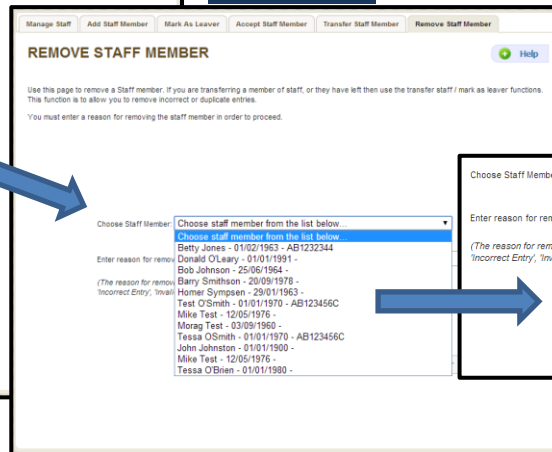 Manage Staff Add Staff Member Mark As Leaver Accept Staff Member Transfer Staff Member Remove Staff Member
REMOVE STAFF MEMBER
Help
Use this page to remove a Staff member. If you are transferring a member of staff, or they have left then use the transfer staff / mark as leaver functions.
This function is to allow you to remove incorrect or duplicate entries.
You must enter a reason for removing the staff member in order to proceed.
Choose Staff Member: Choose staff member from the list below...
Choose staff member from the list below...
Betty Jones - 01/02/1963 - AB1232344
Enter reason for remov Donald O'Leary - 01/01/1991 -
Bob Johnson - 25/06/1964 -
(The reason for remov Barry Smithson - 20/09/1978 -
'Incorrect Entry', 'Invali Homer Sympsen - 29/01/1963 -
Test O'Smith - 01/01/1970 - AB123456C
Mike Test - 12/05/1976 -
Morag Test - 03/09/1960 -
Tessa OSmith - 01/01/1970 - AB123456C
John Johnston - 01/01/1900 -
Mike Test - 12/05/1976 -
Tessa O'Brien - 01/01/1980 -
Choose Staff Membe
Enter reason for rem
(The reason for rem
'Incorrect Entry', 'Inv